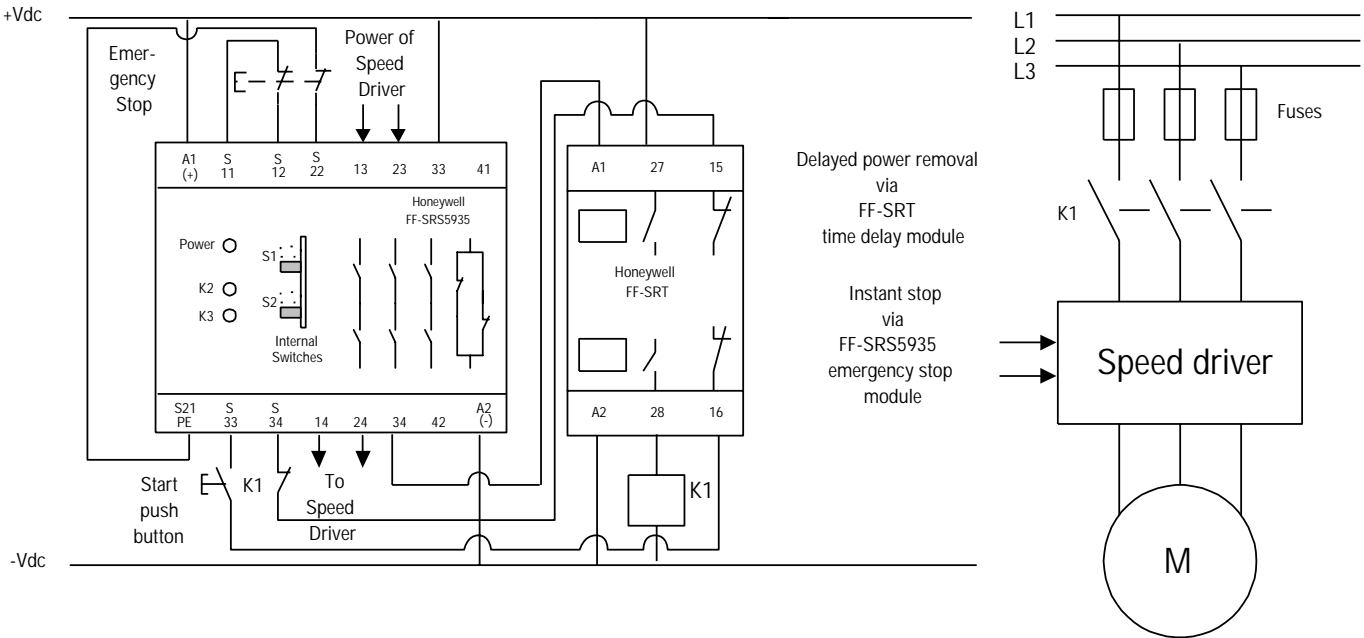 +Vdc
Emer-
gency
Stop
Power of
Speed
Driver
A1
(+)
S
11
S
12
S
22
13
23
33
41
Honeywell
FF-SRS5935
Power
K2
K3
S1
S2
Internal
Switches
S21
PE
S
33
S
34
14
24
34
42
A2
(-)
Start
push
button
K1
To
Speed
Driver
-Vdc
A1
27
15
Honeywell
FF-SRT
A2
28
16
K1
Delayed power removal
via
FF-SRT
time delay module
Instant stop
via
FF-SRS5935
emergency stop
module
L1
L2
L3
Fuses
K1
Speed driver
M